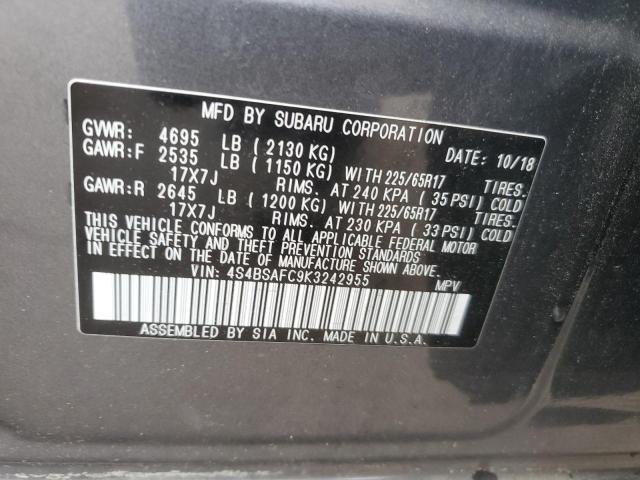 MFD BY SUBARU CORPORATION
GVWR: 4695 LB ( 2130 KG) DATE: 10/18
GAWR:F 2535 LB ( 1150 KG) WITH 225/65R17 TIRES.
17X7J RIMS. AT 240 KPA ( 35 PSI) COLD
GAWR:R 2645 LB ( 1200 KG) WITH 225/65R17 TIRES.
17X7J RIMS. AT 230 KPA ( 33 PSI) COLD
THIS VEHICLE CONFORMS TO ALL APPLICABLE FEDERAL MOTOR
VEHICLE SAFETY AND THEFT PREVENTION STANDARDS
IN EFFECT ON THE DATE OF MANUFACTURE SHOWN ABOVE.
VIN: 4S4BSAFC9K3242955 MPV
ASSEMBLED BY SIA INC. MADE IN U.S.A.